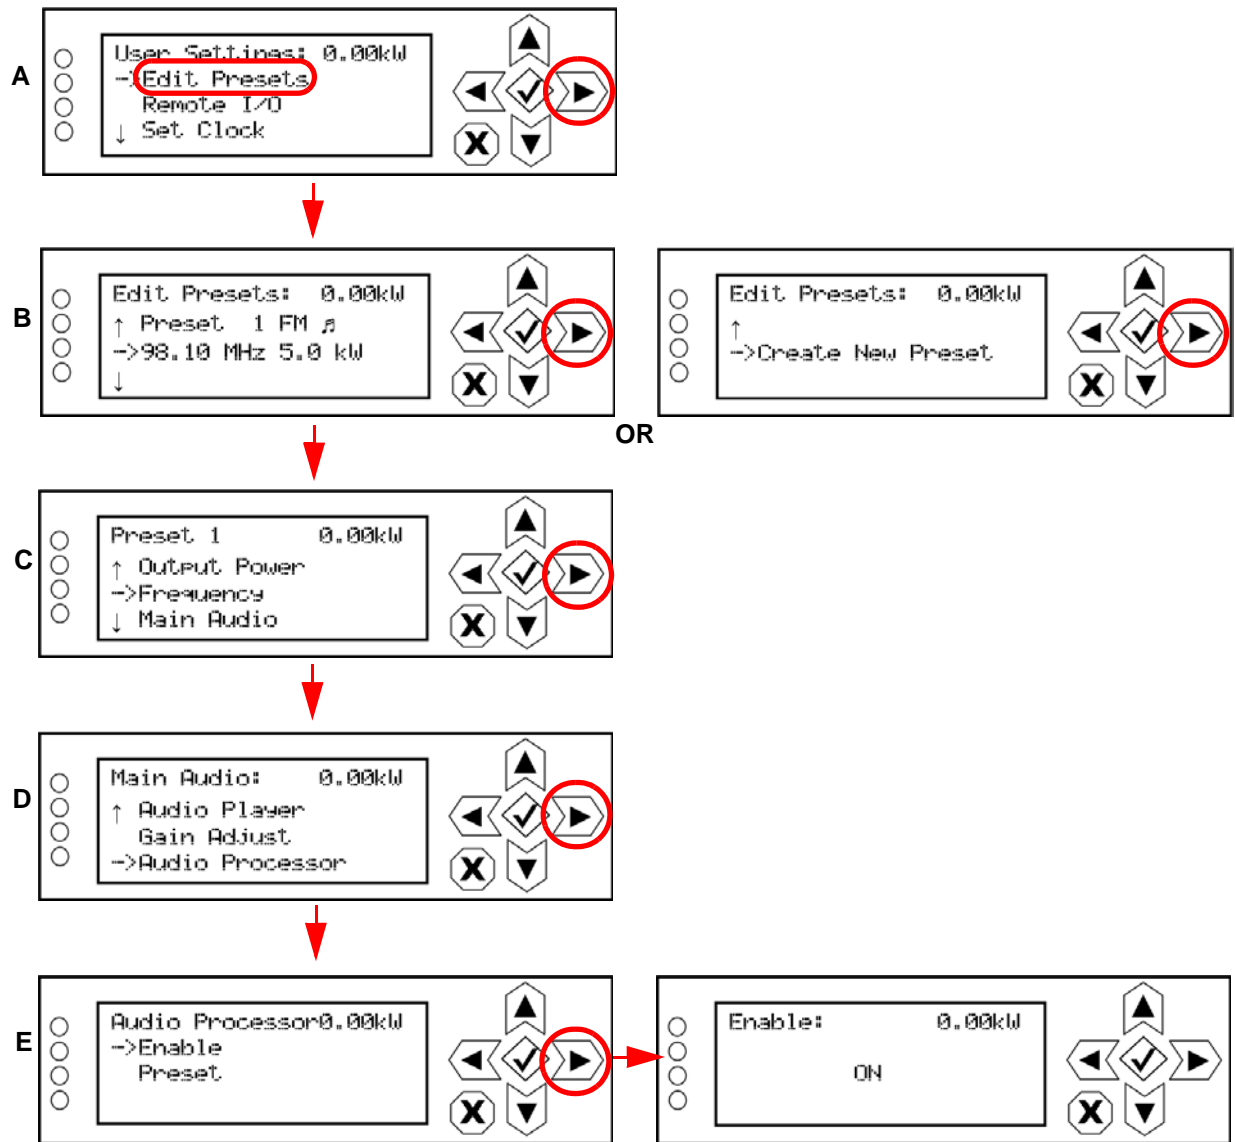 A
User Settings: 0.00kW
->Edit Presets
Remote I/O
↓ Set Clock
X
B
Edit Presets: 0.00kW
↑ Preset 1 FM ♬
->98.10 MHz 5.0 kW
↓
X
OR
Edit Presets: 0.00kW
↑
->Create New Preset
X
C
Preset 1 0.00kW
↑ Output Power
->Frequency
↓ Main Audio
X
D
Main Audio: 0.00kW
↑ Audio Player
Gain Adjust
->Audio Processor
X
E
Audio Processor0.00kW
->Enable
Preset
X
Enable: 0.00kW
ON
X